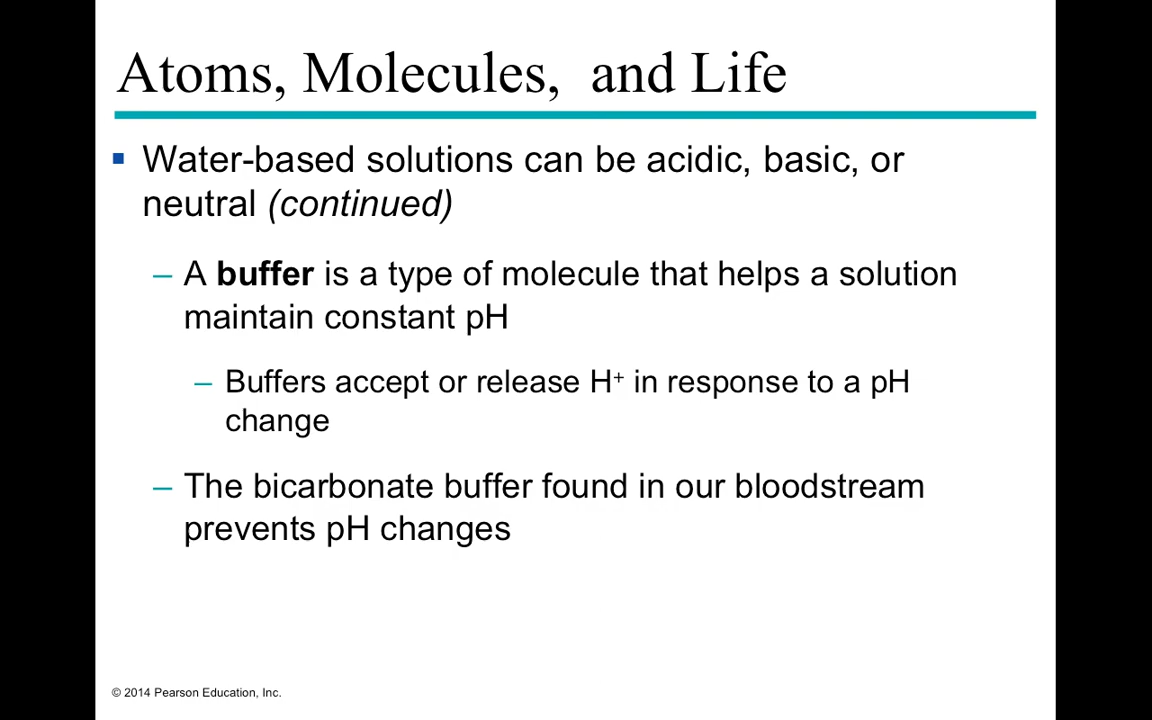 Atoms, Molecules,  and Life
▪ Water-based solutions can be acidic, basic, or
neutral (continued)
– A buffer is a type of molecule that helps a solution
maintain constant pH
– Buffers accept or release H⁺ in response to a pH
change
– The bicarbonate buffer found in our bloodstream
prevents pH changes
© 2014 Pearson Education, Inc.